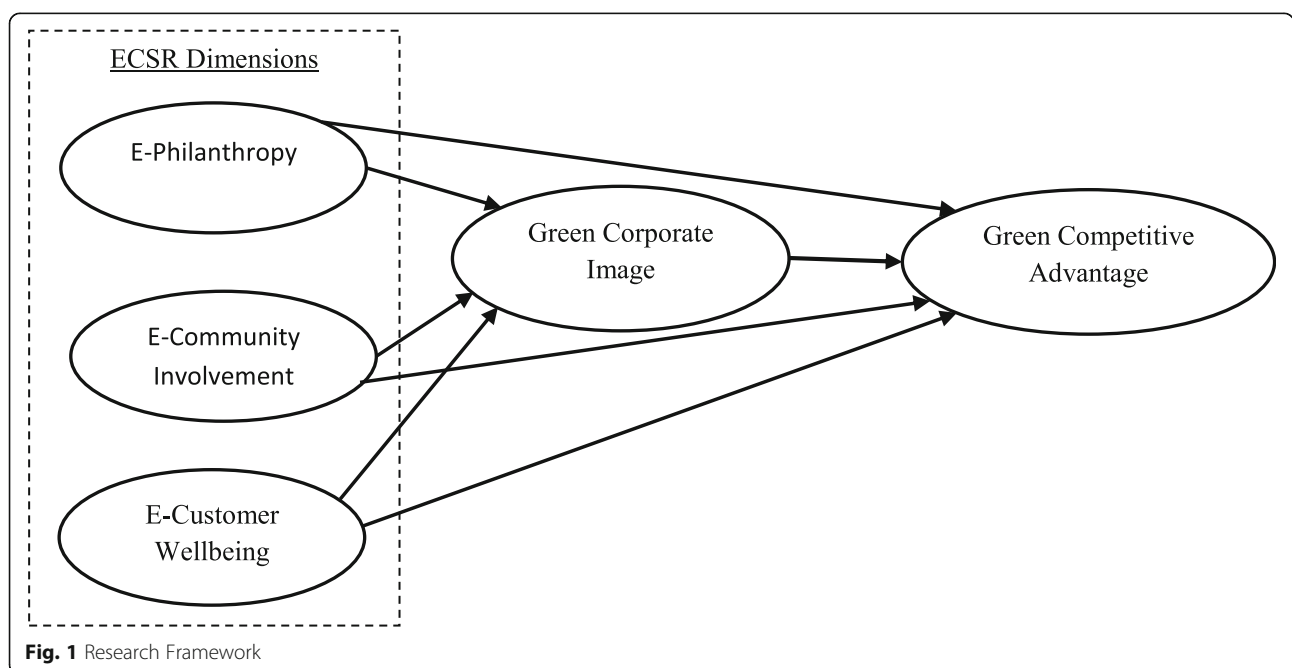 ECSR Dimensions
E-Philanthropy
E-Community
Involvement
E-Customer
Wellbeing
Green Corporate
Image
Green Competitive
Advantage
Fig. 1 Research Framework